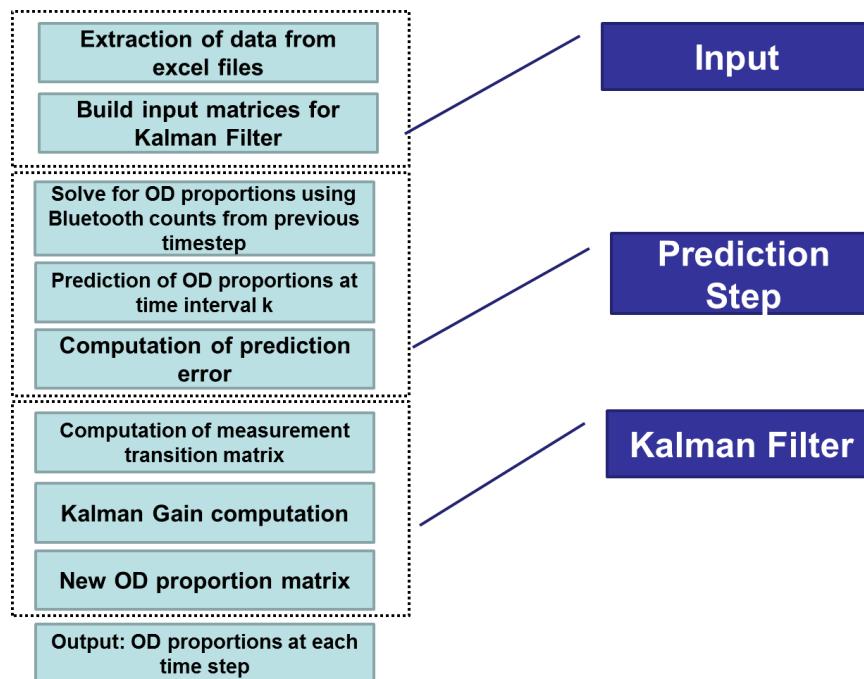 Extraction of data from
excel files
Input
Build input matrices for
Kalman Filter
Solve for OD proportions using
Bluetooth counts from previous
timestep
Prediction
Step
Prediction of OD proportions at
time interval k
Computation of prediction
error
Computation of measurement
transition matrix
Kalman Filter
Kalman Gain computation
New OD proportion matrix
Output: OD proportions at each
time step